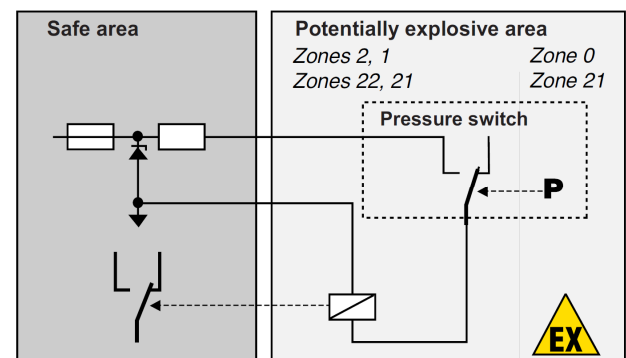 Safe area
Potentially explosive area
Zones 2, 1
Zone 0
Zones 22, 21
Zone 21
Pressure switch
P
EX